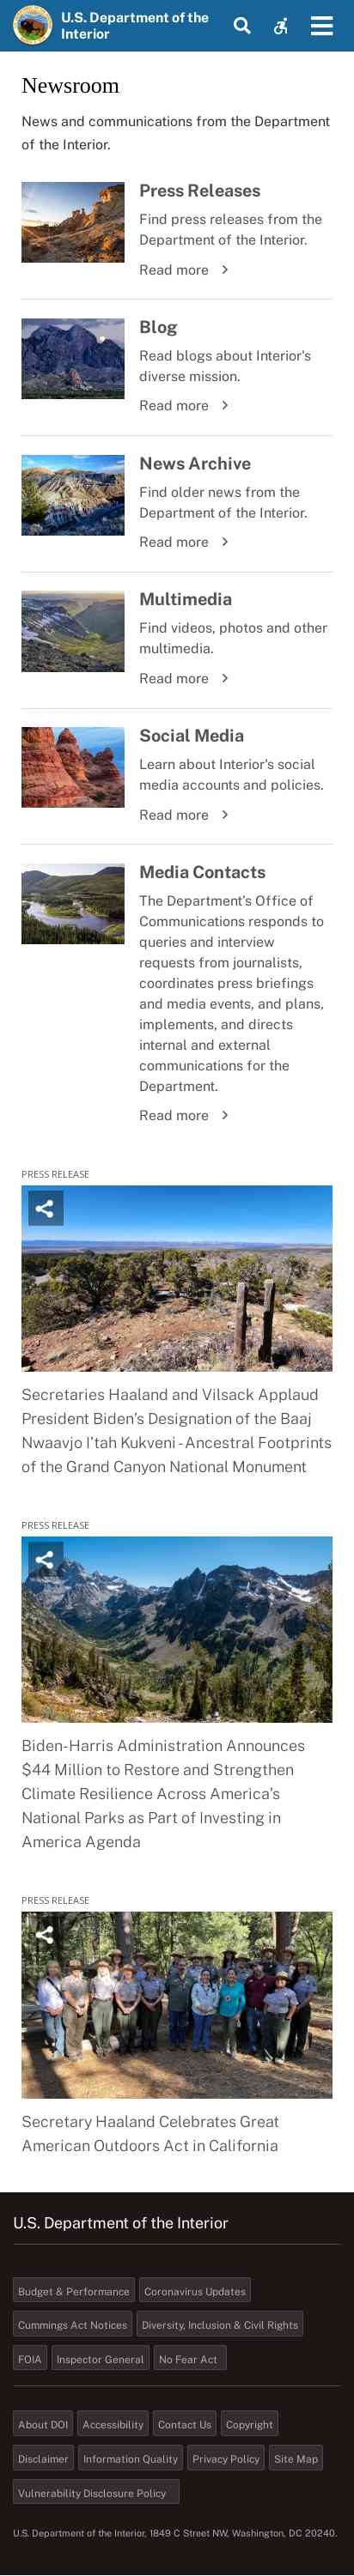 U.S. Department of the
Interior
Newsroom
News and communications from the Department
of the Interior.
Press Releases
Find press releases from the
Department of the Interior.
Read more
Blog
Read blogs about Interior's
diverse mission.
Read more
News Archive
Find older news from the
Department of the Interior.
Read more
Multimedia
Find videos, photos and other
multimedia.
Read more
Social Media
Learn about Interior's social
media accounts and policies.
Read more
Media Contacts
The Department's Office of
Communications responds to
queries and interview
requests from journalists,
coordinates press briefings
and media events, and plans,
implements, and directs
internal and external
communications for the
Department.
Read more
PRESS RELEASE
Secretaries Haaland and Vilsack Applaud
President Biden's Designation of the Baaj
Nwaavjo I'tah Kukveni - Ancestral Footprints
of the Grand Canyon National Monument
PRESS RELEASE
Biden-Harris Administration Announces
$44 Million to Restore and Strengthen
Climate Resilience Across America's
National Parks as Part of Investing in
America Agenda
PRESS RELEASE
Secretary Haaland Celebrates Great
American Outdoors Act in California
U.S. Department of the Interior
Budget & Performance Coronavirus Updates
Cummings Act Notices Diversity, Inclusion & Civil Rights
FOIA Inspector General No Fear Act
About DOI Accessibility Contact Us Copyright
Disclaimer Information Quality Privacy Policy Site Map
Vulnerability Disclosure Policy
U.S. Department of the Interior, 1849 C Street NW, Washington, DC 20240.